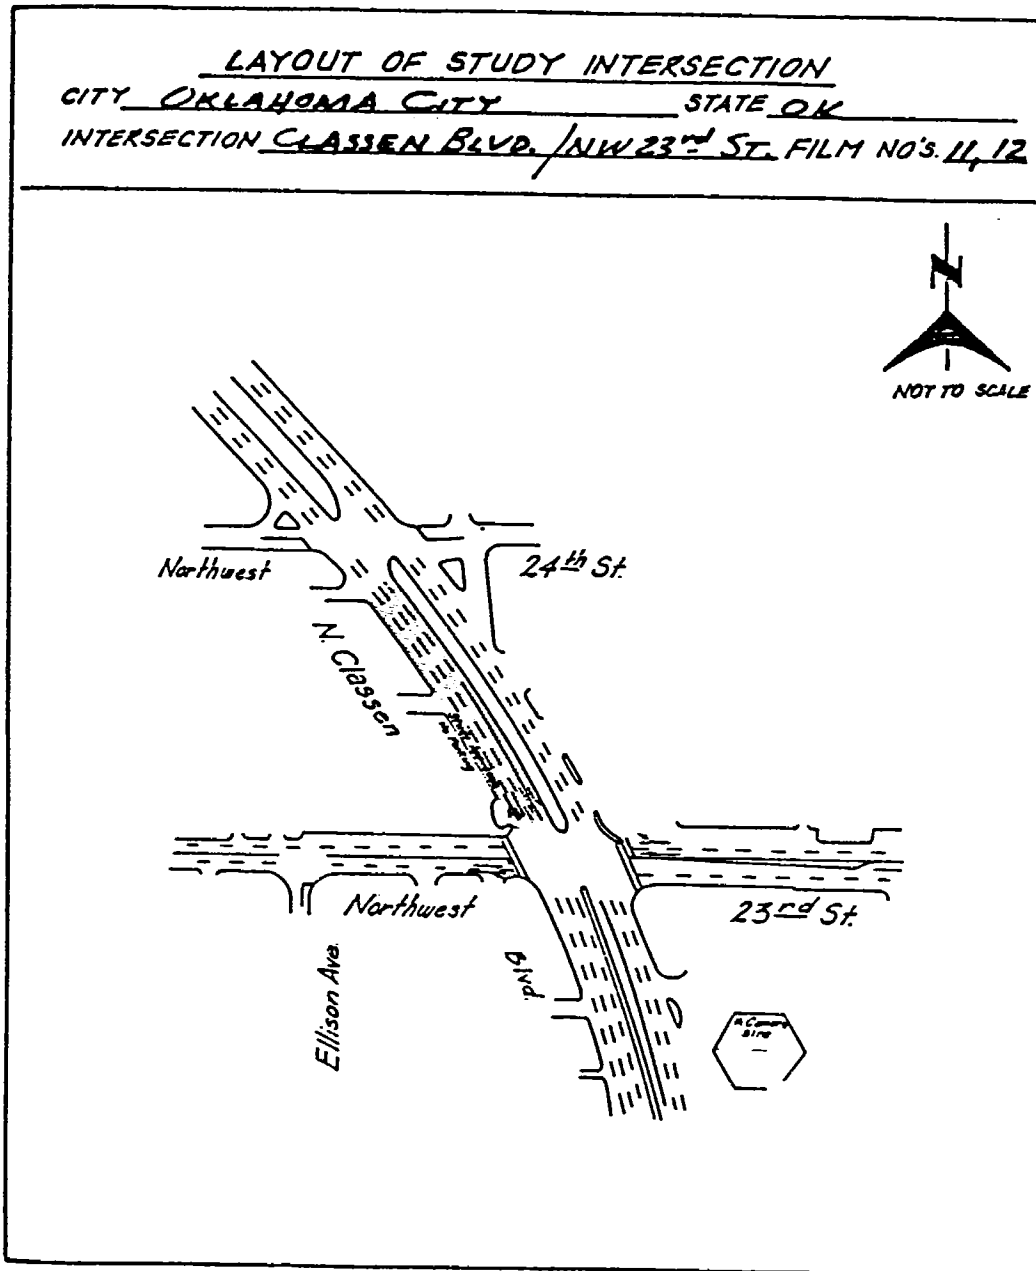 LAYOUT OF STUDY INTERSECTION
CITY OKLAHOMA CITY STATE OK
INTERSECTION CLASSEN BLVD. / NW 23rd ST. FILM NO'S. 11, 12
N
NOT TO SCALE
Northwest 24th St.
N. Classen
Northwest 23rd St.
Ellison Ave.
Blvd.
Camera